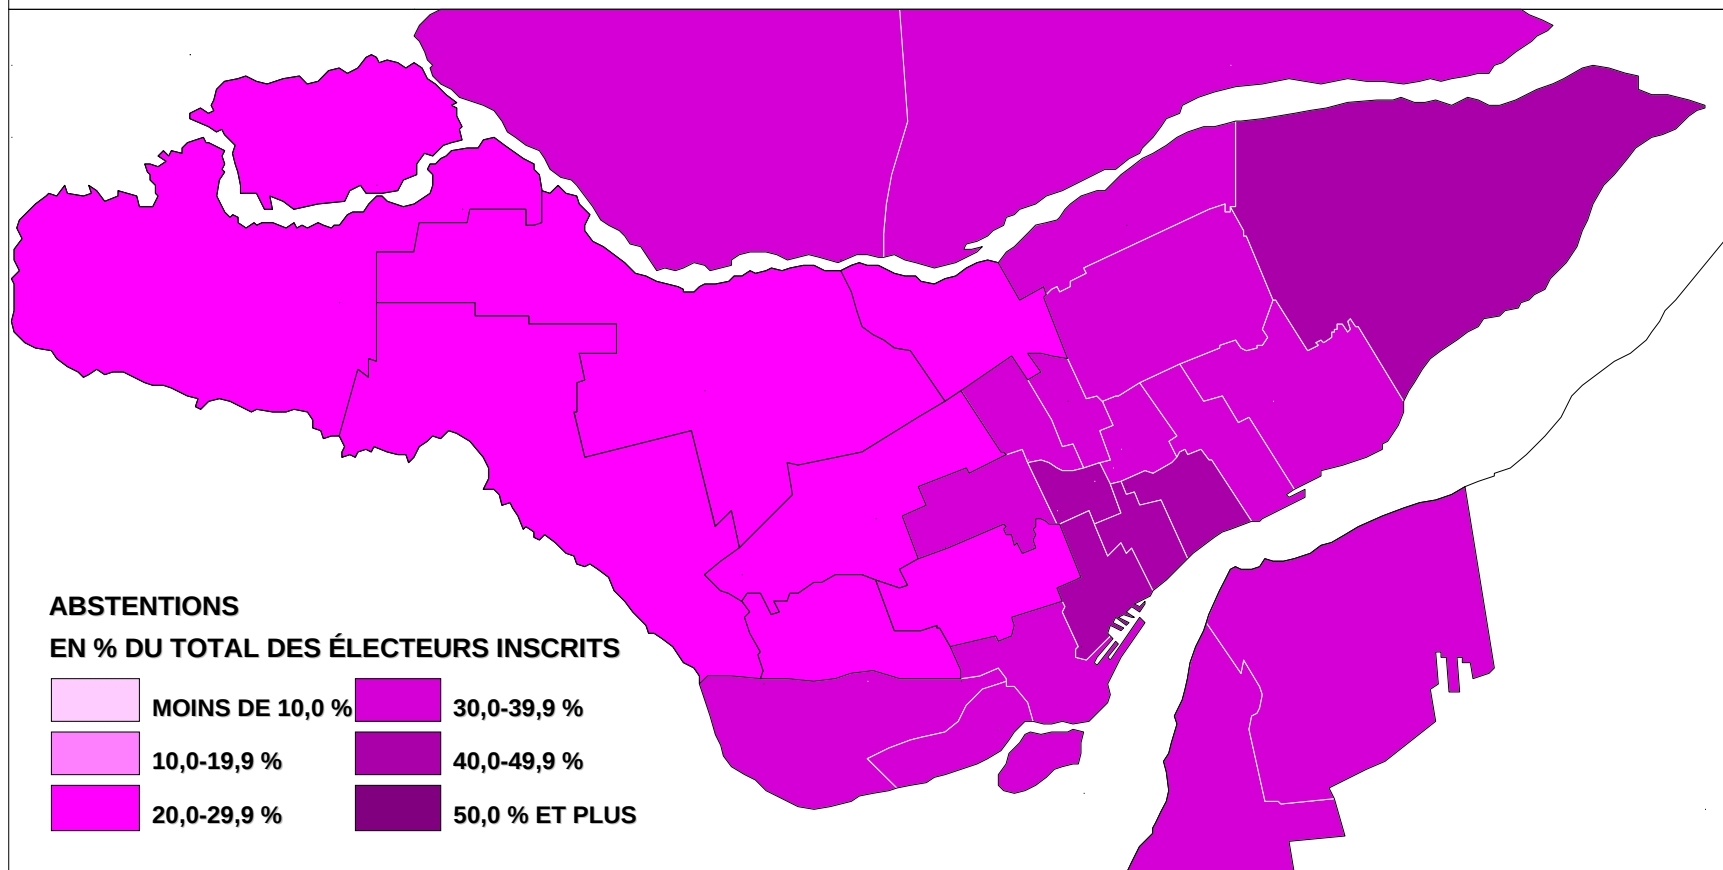 ABSTENTIONS
EN % DU TOTAL DES ÉLECTEURS INSCRITS
MOINS DE 10,0 %
10,0-19,9 %
20,0-29,9 %
30,0-39,9 %
40,0-49,9 %
50,0 % ET PLUS